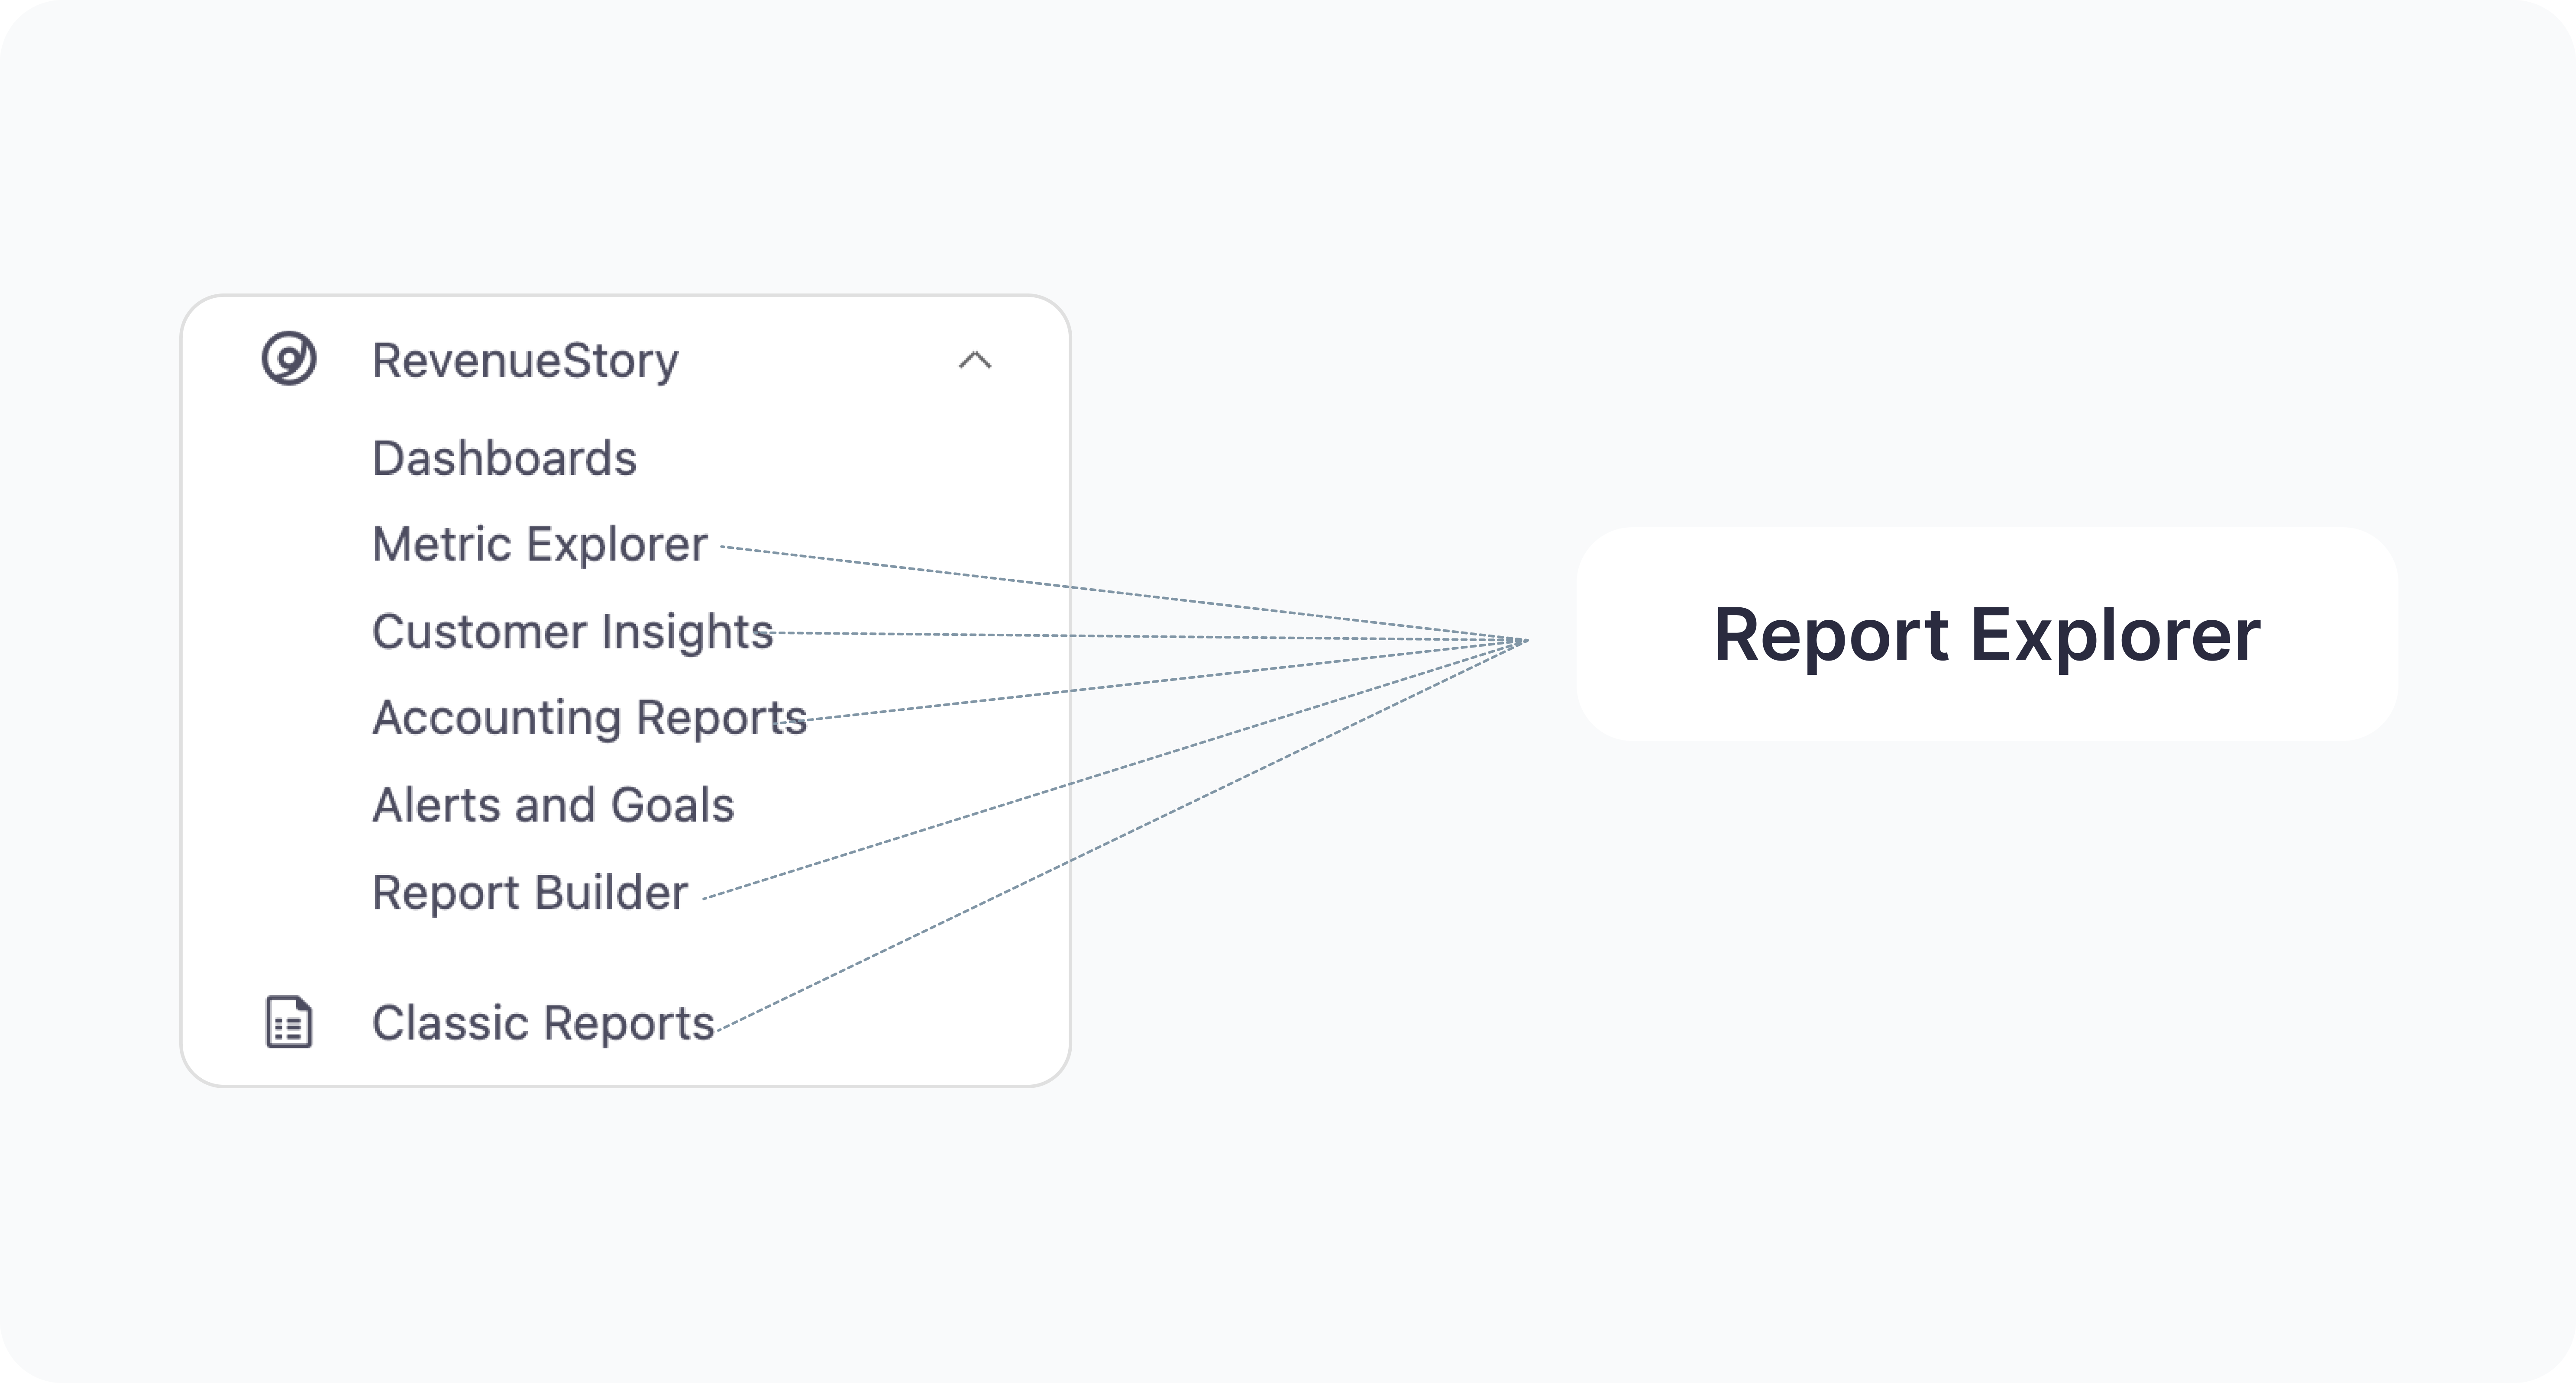 RevenueStory
Dashboards
Metric Explorer
Customer Insights
Accounting Reports
Alerts and Goals
Report Builder
Classic Reports
Report Explorer